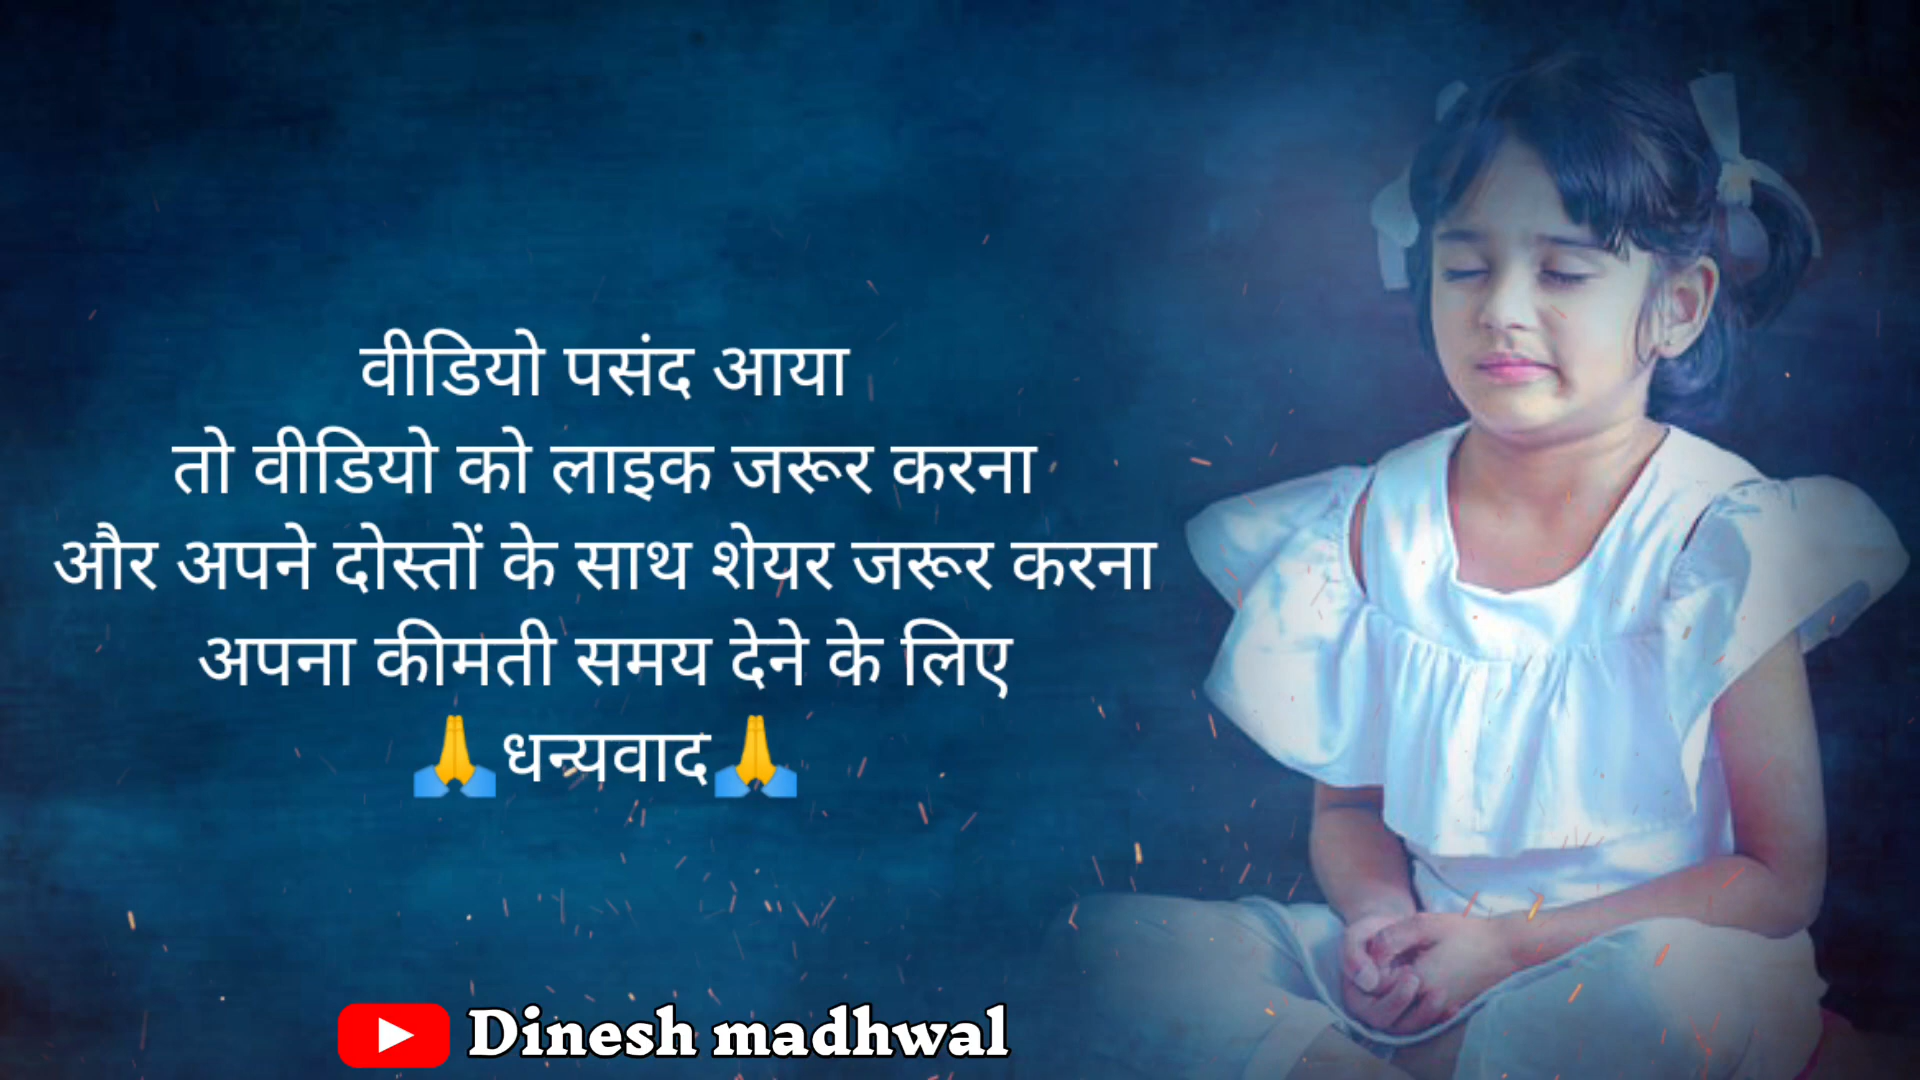 वीडियो पसंद आया
तो वीडियो को लाइक जरूर करना
और अपने दोस्तों के साथ शेयर जरूर करना
अपना कीमती समय देने के लिए
🙏धन्यवाद🙏
Dinesh madhwal